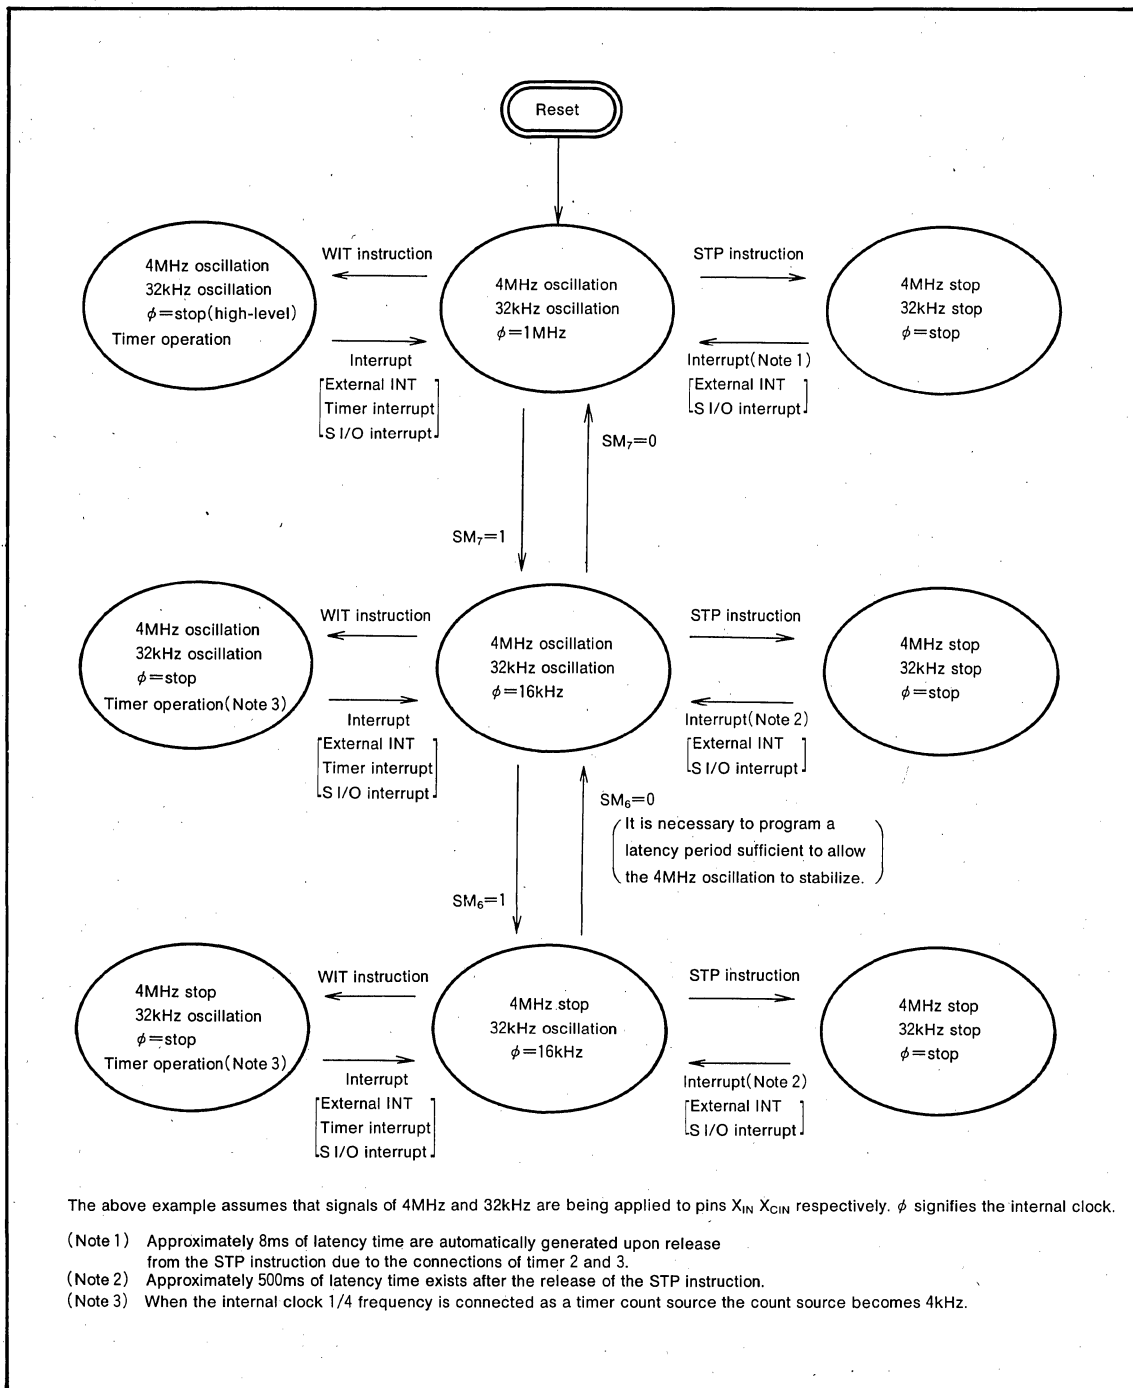 Reset
WIT instruction
STP instruction
4MHz oscillation
32kHz oscillation
ϕ=stop(high-level)
Timer operation
4MHz oscillation
32kHz oscillation
ϕ=1MHz
4MHz stop
32kHz stop
ϕ=stop
Interrupt
External INT
Timer interrupt
S I/O interrupt
Interrupt(Note 1)
External INT
S I/O interrupt
SM₇=0
SM₇=1
WIT instruction
STP instruction
4MHz oscillation
32kHz oscillation
ϕ=stop
Timer operation(Note 3)
4MHz oscillation
32kHz oscillation
ϕ=16kHz
4MHz stop
32kHz stop
ϕ=stop
Interrupt
External INT
Timer interrupt
S I/O interrupt
Interrupt(Note 2)
External INT
S I/O interrupt
SM₆=0
(It is necessary to program a
latency period sufficient to allow
the 4MHz oscillation to stabilize.)
SM₆=1
WIT instruction
STP instruction
4MHz stop
32kHz oscillation
ϕ=stop
Timer operation(Note 3)
4MHz stop
32kHz oscillation
ϕ=16kHz
4MHz stop
32kHz stop
ϕ=stop
Interrupt
External INT
Timer interrupt
S I/O interrupt
Interrupt(Note 2)
External INT
S I/O interrupt
The above example assumes that signals of 4MHz and 32kHz are being applied to pins X_IN X_CIN respectively. ϕ signifies the internal clock.
(Note 1) Approximately 8ms of latency time are automatically generated upon release
from the STP instruction due to the connections of timer 2 and 3.
(Note 2) Approximately 500ms of latency time exists after the release of the STP instruction.
(Note 3) When the internal clock 1/4 frequency is connected as a timer count source the count source becomes 4kHz.